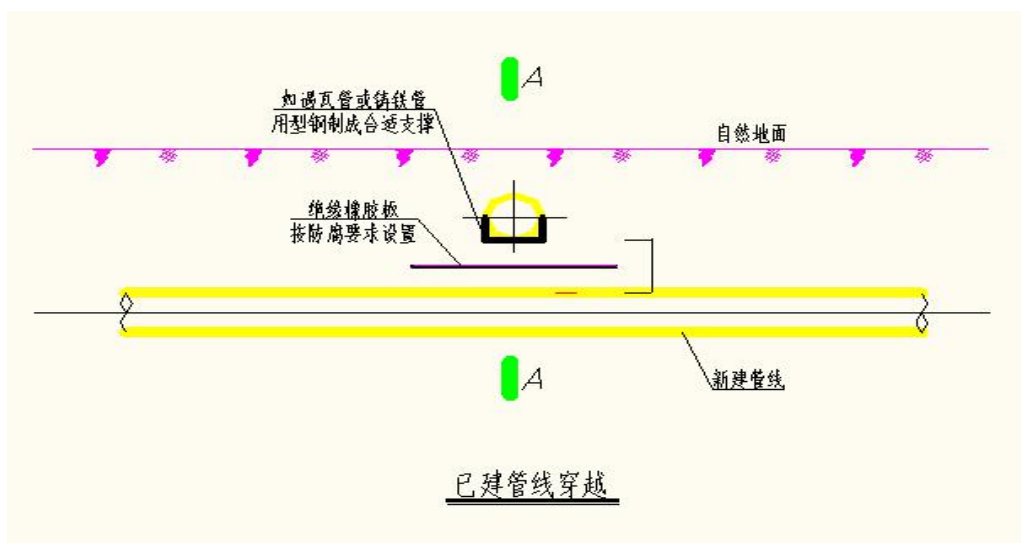 A
如遇瓦管或铸铁管
用型钢制成合适支撑
自然地面
绝缘橡胶板
按防腐要求设置
A
新建管线
已建管线穿越